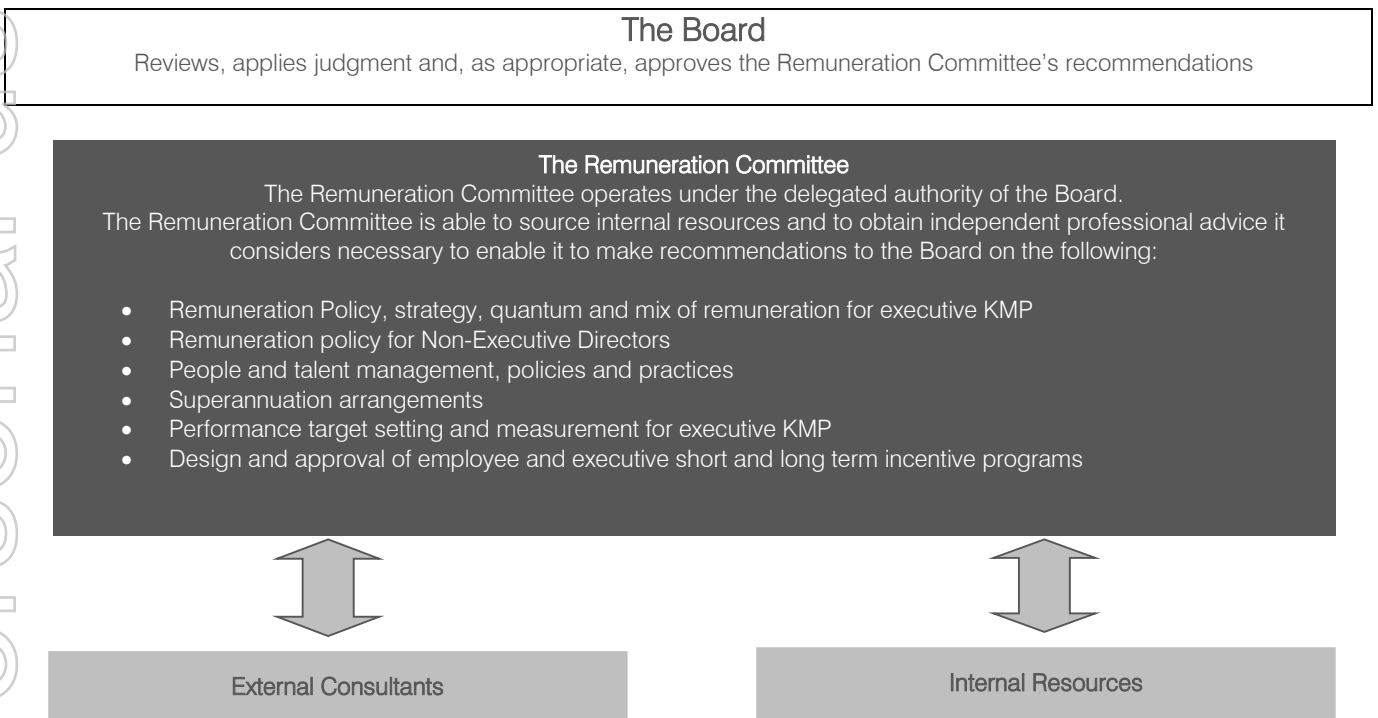 The Board
Reviews, applies judgment and, as appropriate, approves the Remuneration Committee’s recommendations
The Remuneration Committee
The Remuneration Committee operates under the delegated authority of the Board.
The Remuneration Committee is able to source internal resources and to obtain independent professional advice it
considers necessary to enable it to make recommendations to the Board on the following:
• Remuneration Policy, strategy, quantum and mix of remuneration for executive KMP
• Remuneration policy for Non-Executive Directors
• People and talent management, policies and practices
• Superannuation arrangements
• Performance target setting and measurement for executive KMP
• Design and approval of employee and executive short and long term incentive programs
External Consultants
Internal Resources